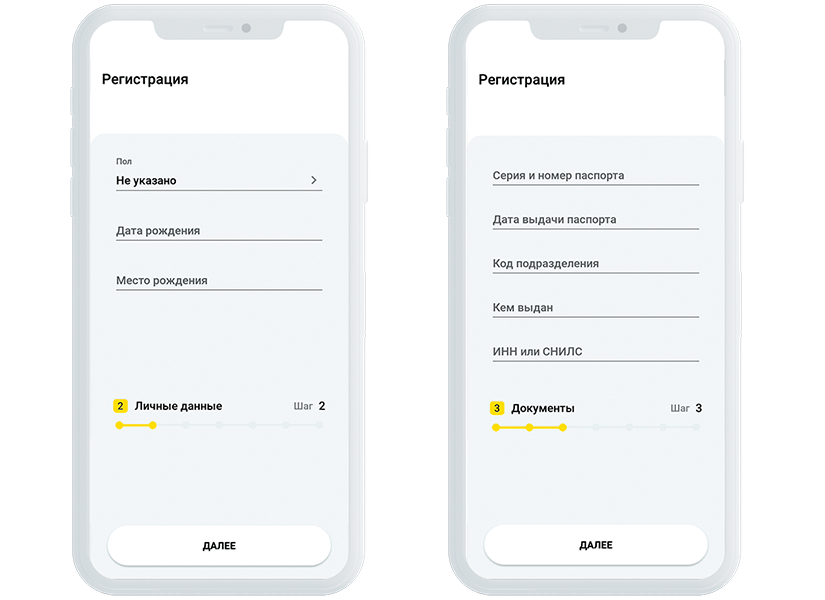 Регистрация
Пол
Не указано
Дата рождения
Место рождения
2 Личные данные Шаг 2
ДАЛЕЕ
Регистрация
Серия и номер паспорта
Дата выдачи паспорта
Код подразделения
Кем выдан
ИНН или СНИЛС
3 Документы Шаг 3
ДАЛЕЕ